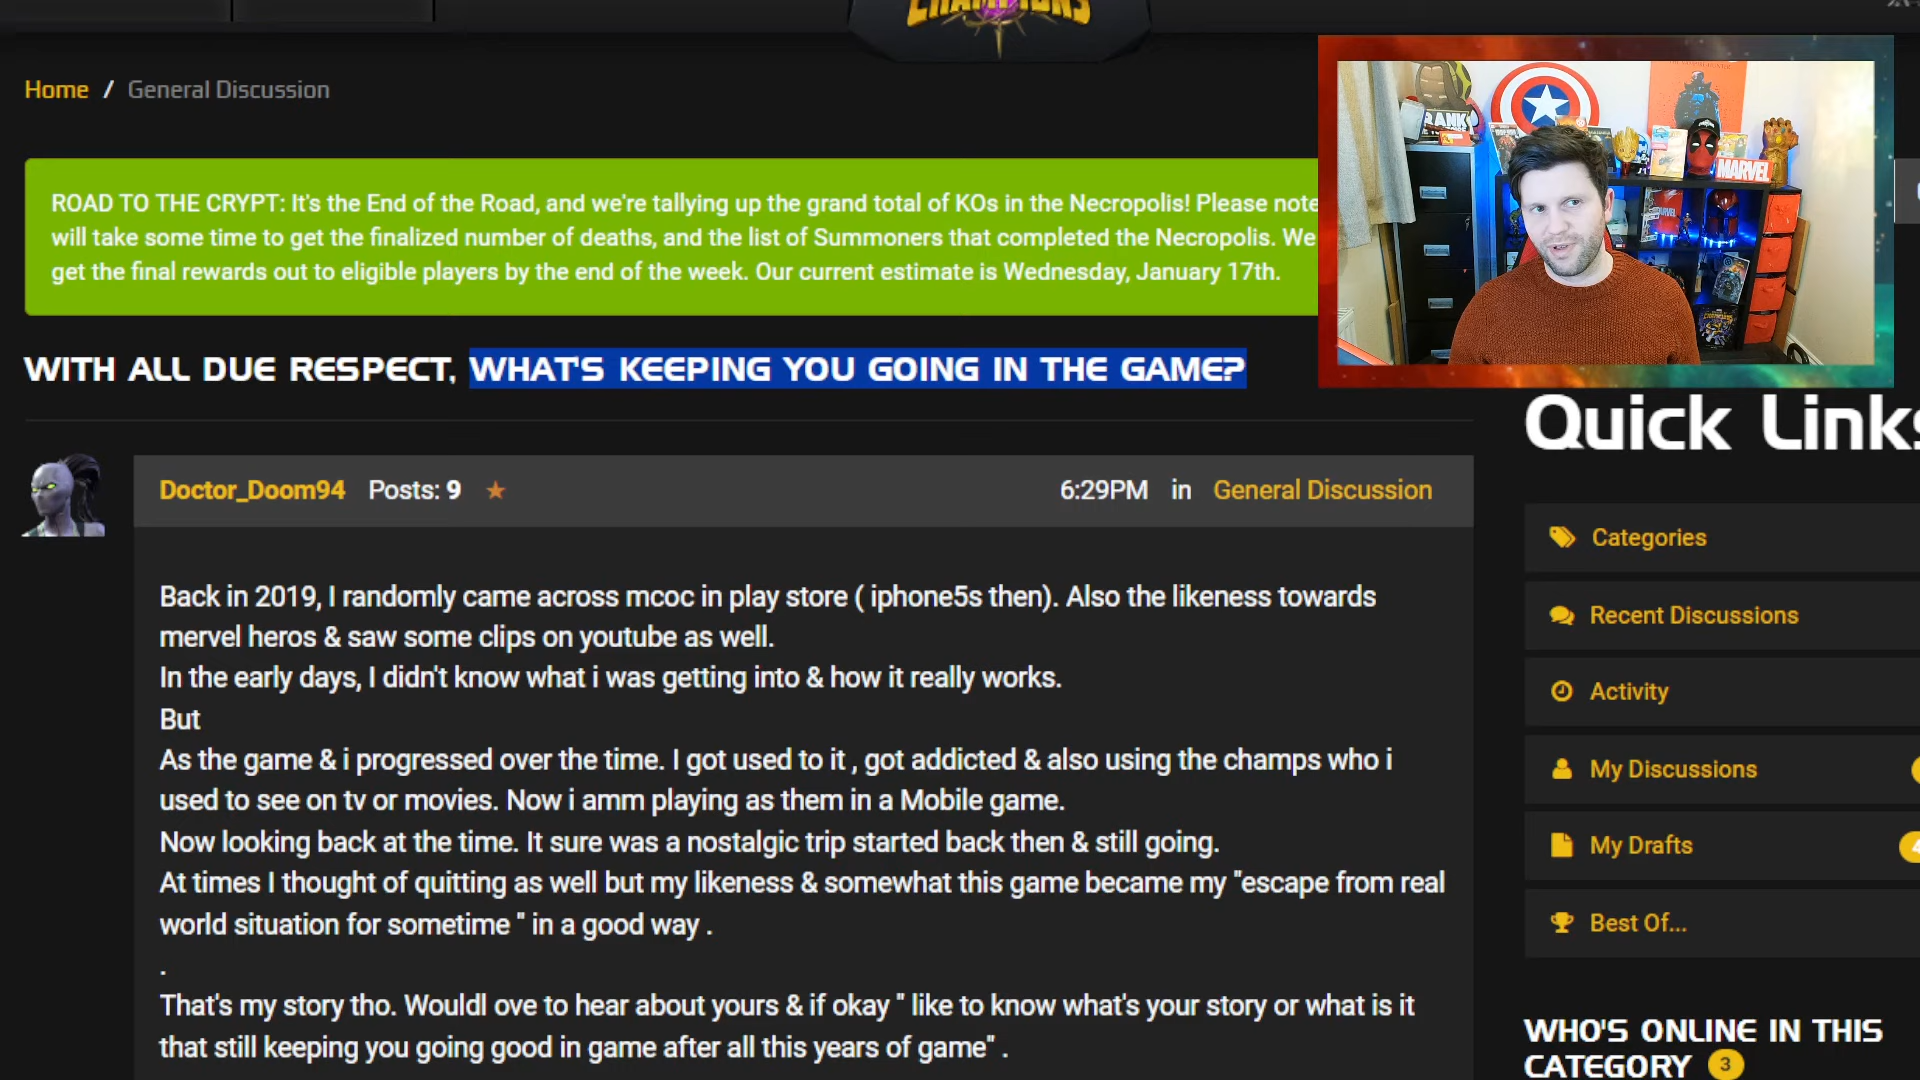 CHAMPIONS
Home / General Discussion
ROAD TO THE CRYPT: It's the End of the Road, and we're tallying up the grand total of KOs in the Necropolis! Please note
will take some time to get the finalized number of deaths, and the list of Summoners that completed the Necropolis. We
get the final rewards out to eligible players by the end of the week. Our current estimate is Wednesday, January 17th.
WITH ALL DUE RESPECT, WHAT'S KEEPING YOU GOING IN THE GAME?
Doctor_Doom94 Posts: 9 6:29PM in General Discussion
Back in 2019, I randomly came across mcoc in play store ( iphone5s then). Also the likeness towards
mervel heros & saw some clips on youtube as well.
In the early days, I didn't know what i was getting into & how it really works.
But
As the game & i progressed over the time. I got used to it , got addicted & also using the champs who i
used to see on tv or movies. Now i amm playing as them in a Mobile game.
Now looking back at the time. It sure was a nostalgic trip started back then & still going.
At times I thought of quitting as well but my likeness & somewhat this game became my "escape from real
world situation for sometime " in a good way .
.
That's my story tho. Wouldl ove to hear about yours & if okay " like to know what's your story or what is it
that still keeping you going good in game after all this years of game" .
FRANK
MARVEL
Quick Links
Categories
Recent Discussions
Activity
My Discussions
My Drafts 4
Best Of...
WHO'S ONLINE IN THIS
CATEGORY 3